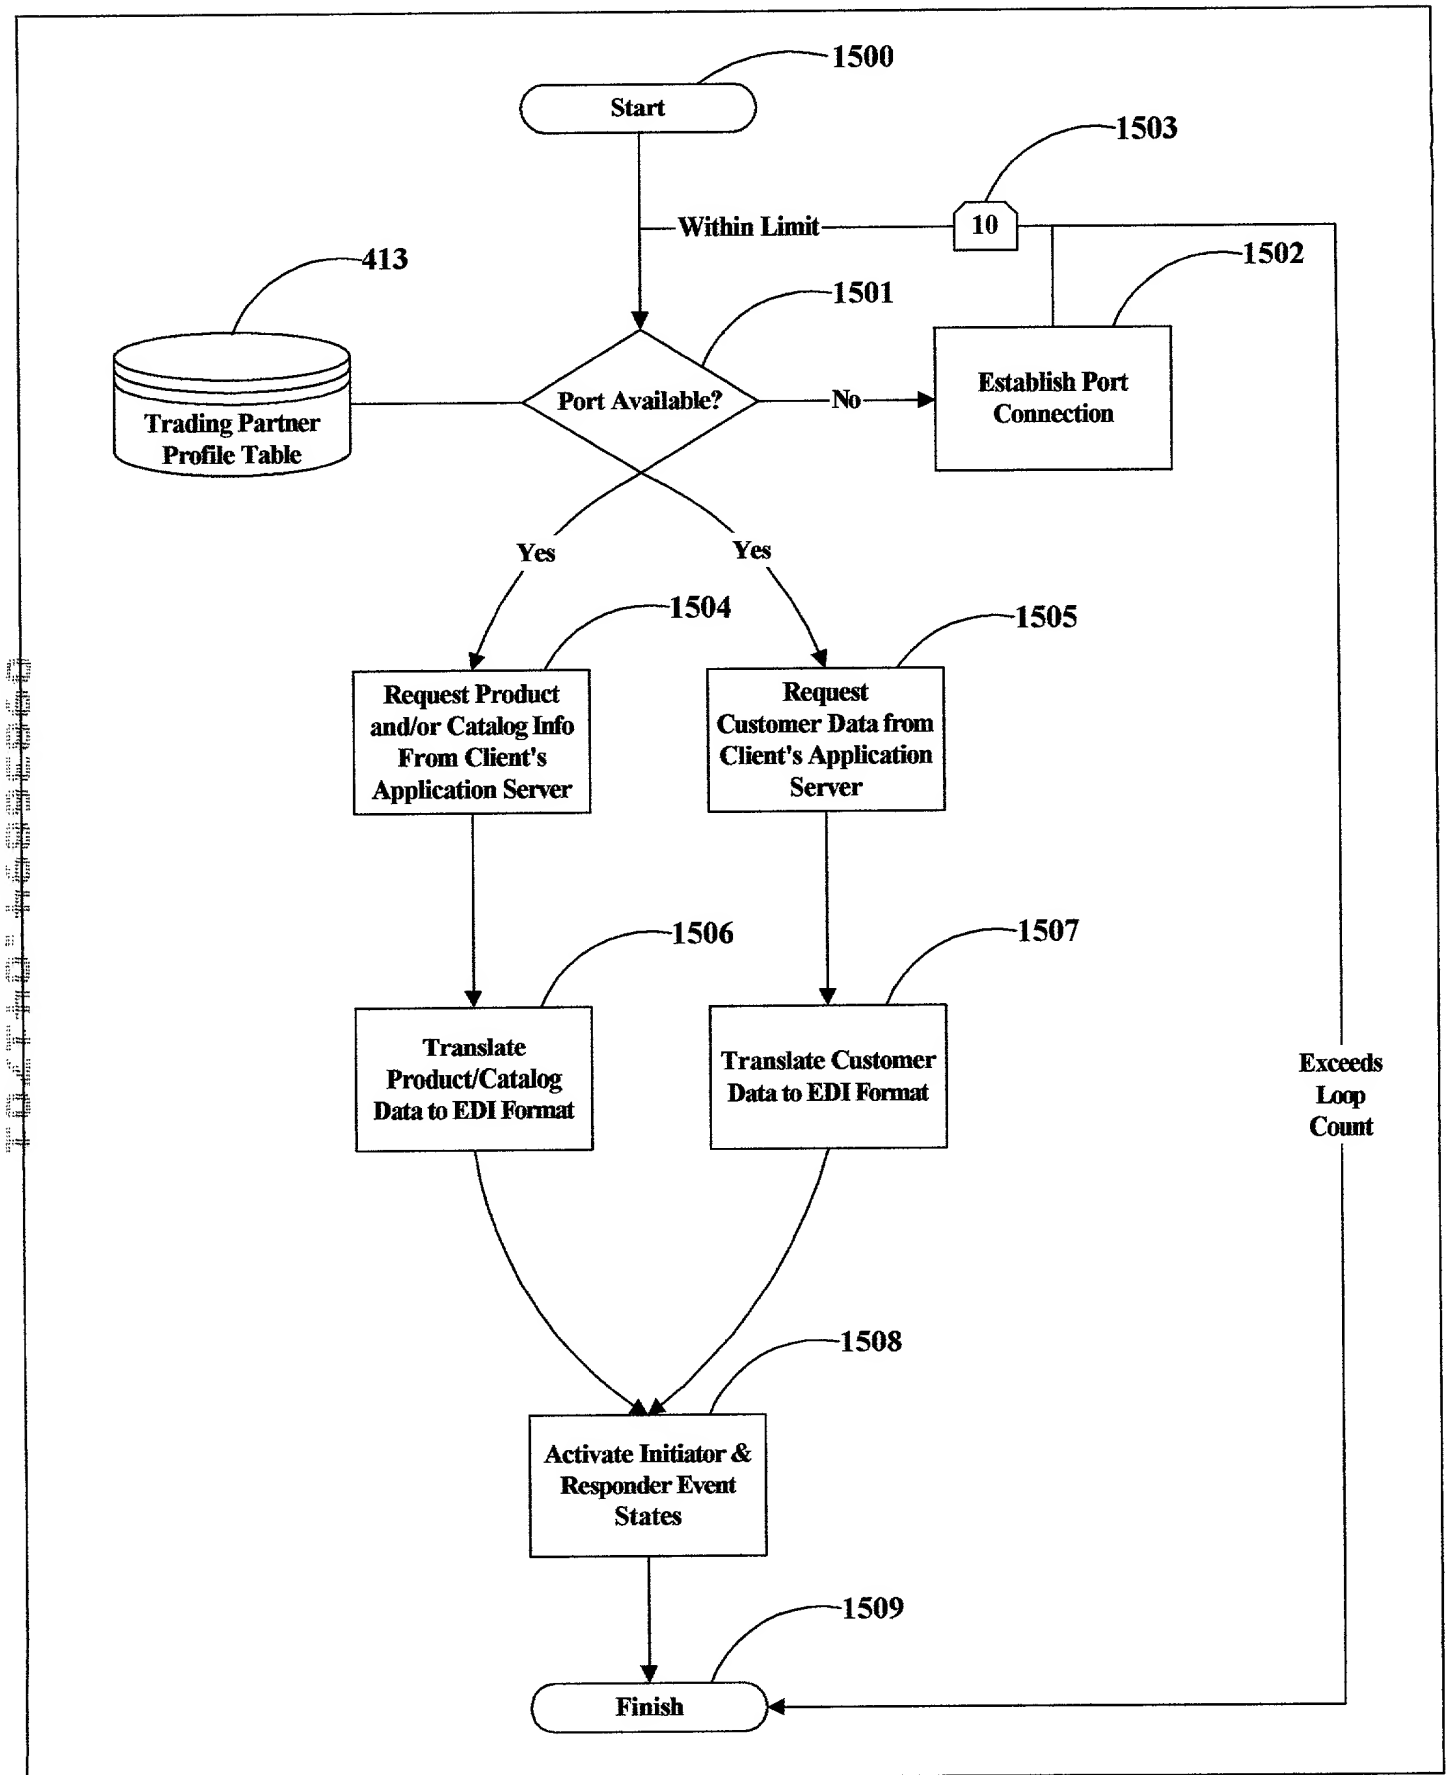 1500
Start
1503
Within Limit
10
413
1502
1501
Trading Partner
Profile Table
Port Available?
No
Establish Port
Connection
Yes
Yes
1504
1505
Request Product
and/or Catalog Info
From Client's
Application Server
Request
Customer Data from
Client's Application
Server
1506
1507
Translate
Product/Catalog
Data to EDI Format
Translate Customer
Data to EDI Format
Exceeds
Loop
Count
1508
Activate Initiator &
Responder Event
States
1509
Finish